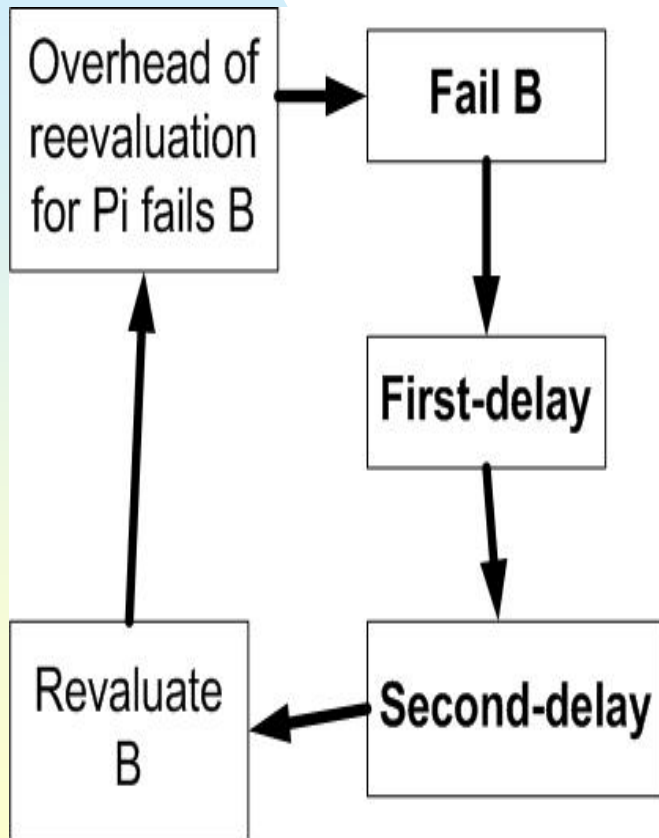 Overhead of
reevaluation
for Pi fails B
Fail B
First-delay
Second-delay
Revaluate
B